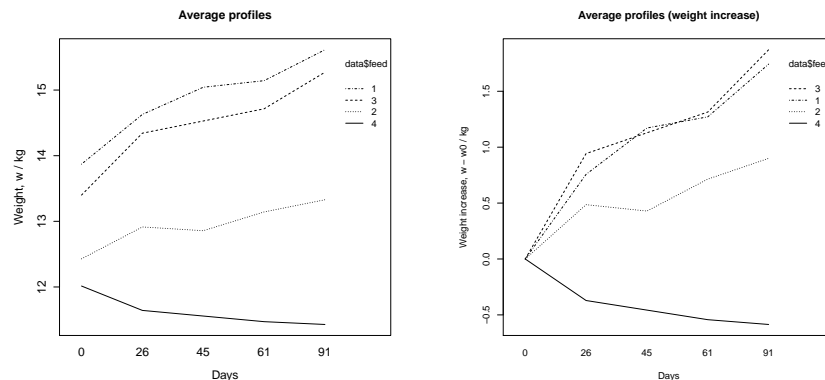 Average profiles
Weight, w / kg
15
14
13
12
data$feed
1
3
2
4
0 26 45 61 91
Days
Average profiles (weight increase)
Weight increase, w − w0 / kg
1.5
1.0
0.5
0.0
−0.5
data$feed
3
1
2
4
0 26 45 61 91
Days